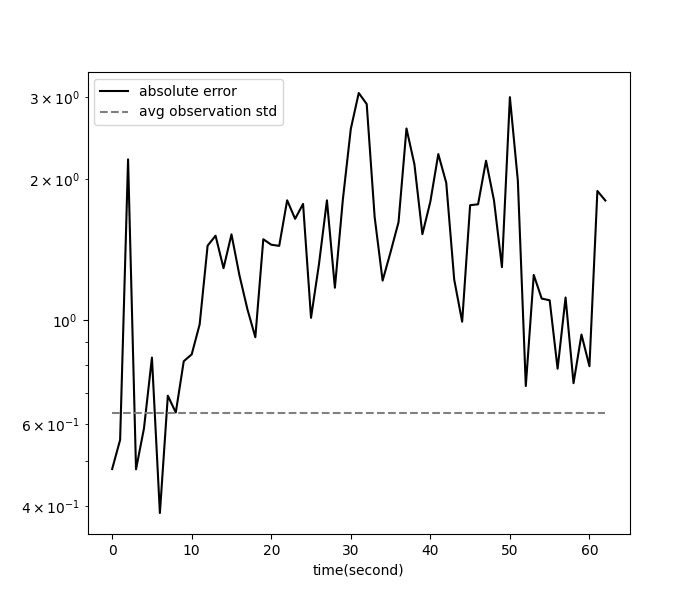 absolute error
avg observation std
3 × 10⁰
2 × 10⁰
10⁰
6 × 10⁻¹
4 × 10⁻¹
0 10 20 30 40 50 60
time(second)